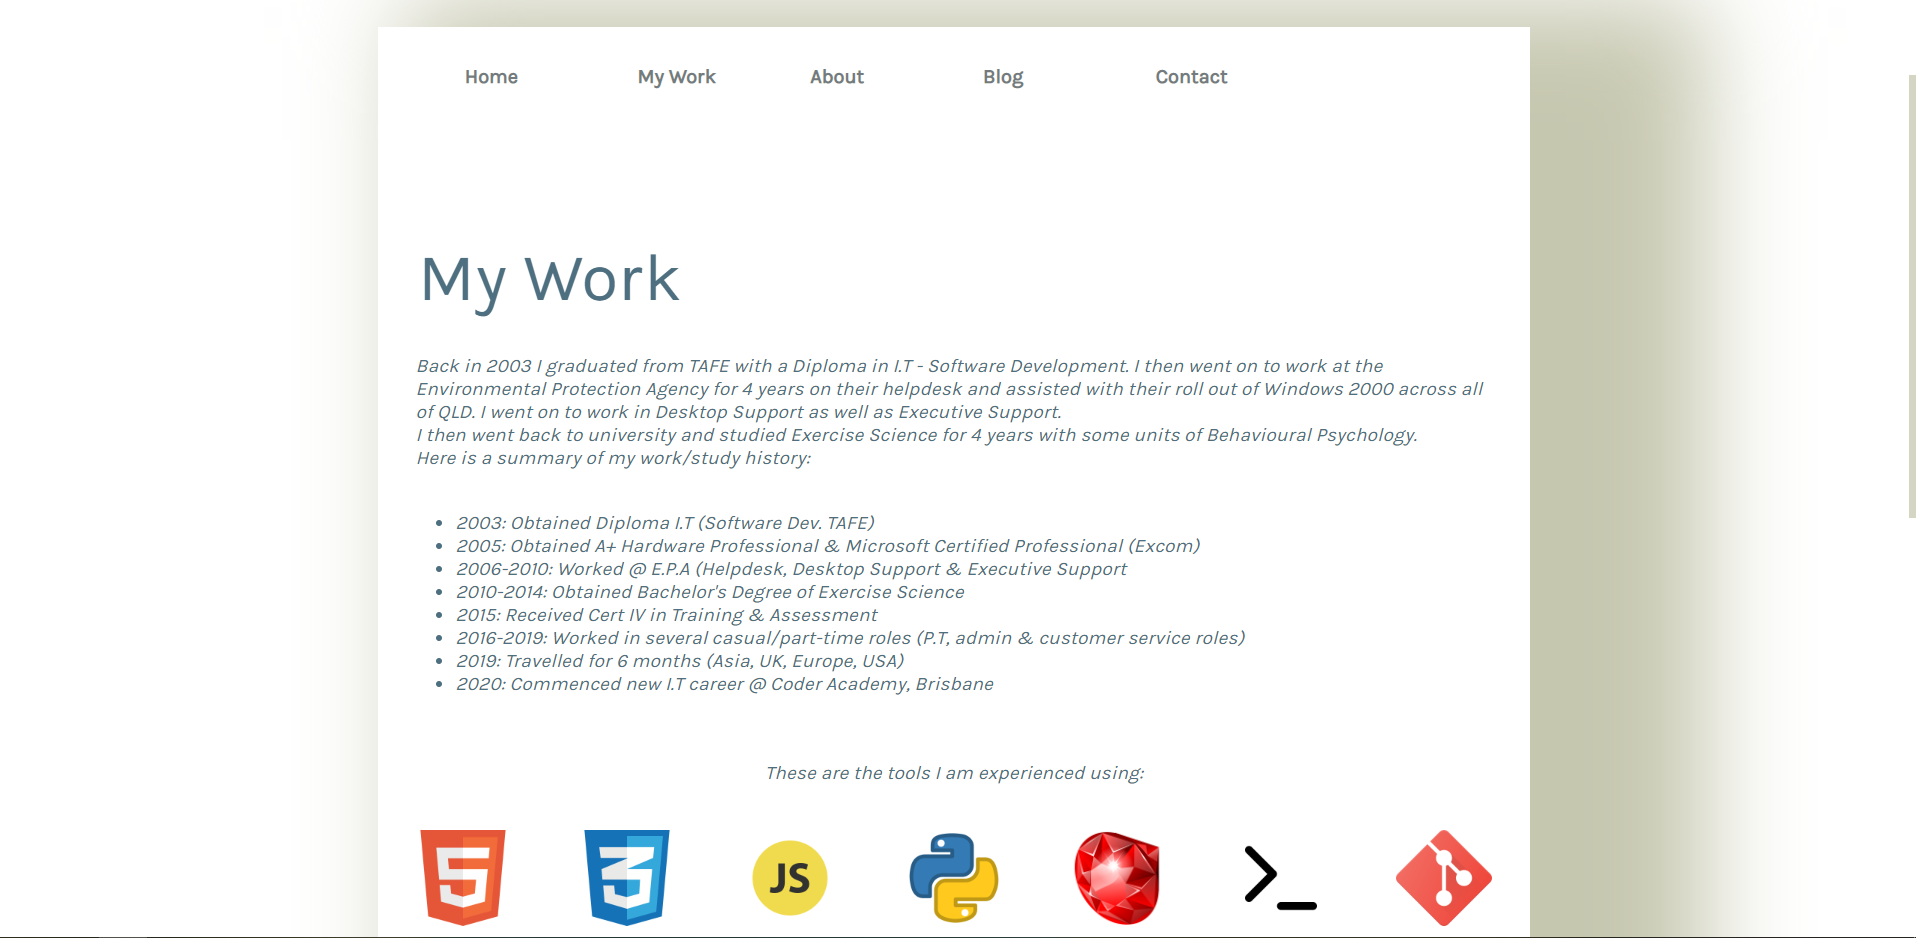 Home My Work About Blog Contact
My Work
Back in 2003 I graduated from TAFE with a Diploma in I.T - Software Development. I then went on to work at the
Environmental Protection Agency for 4 years on their helpdesk and assisted with their roll out of Windows 2000 across all
of QLD. I went on to work in Desktop Support as well as Executive Support.
I then went back to university and studied Exercise Science for 4 years with some units of Behavioural Psychology.
Here is a summary of my work/study history:
• 2003: Obtained Diploma I.T (Software Dev. TAFE)
• 2005: Obtained A+ Hardware Professional & Microsoft Certified Professional (Excom)
• 2006-2010: Worked @ E.P.A (Helpdesk, Desktop Support & Executive Support
• 2010-2014: Obtained Bachelor's Degree of Exercise Science
• 2015: Received Cert IV in Training & Assessment
• 2016-2019: Worked in several casual/part-time roles (P.T, admin & customer service roles)
• 2019: Travelled for 6 months (Asia, UK, Europe, USA)
• 2020: Commenced new I.T career @ Coder Academy, Brisbane
These are the tools I am experienced using:
5 3 JS >_